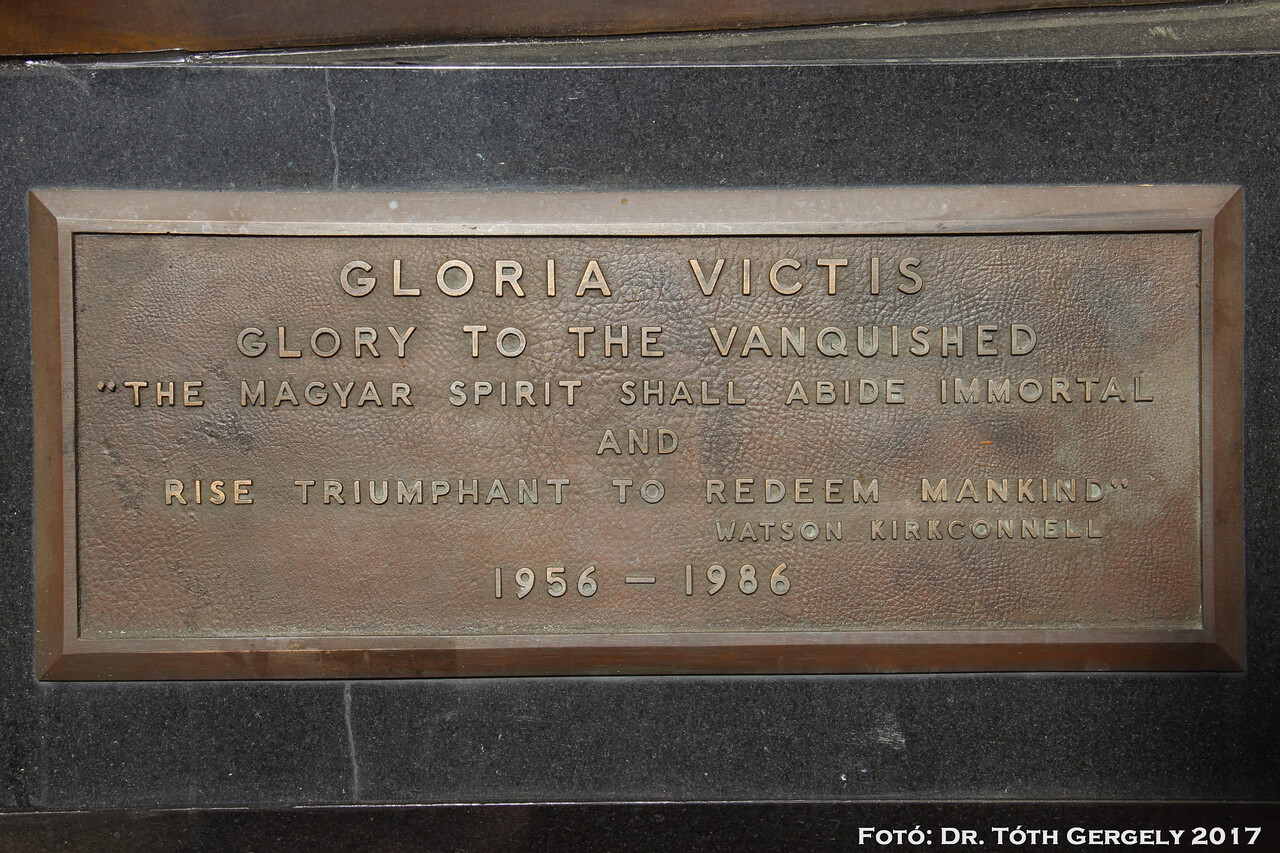 GLORIA VICTIS
GLORY TO THE VANQUISHED
"THE MAGYAR SPIRIT SHALL ABIDE IMMORTAL
AND
RISE TRIUMPHANT TO REDEEM MANKIND"
WATSON KIRKCONNELL
1956 — 1986
FOTÓ: DR. TÓTH GERGELY 2017